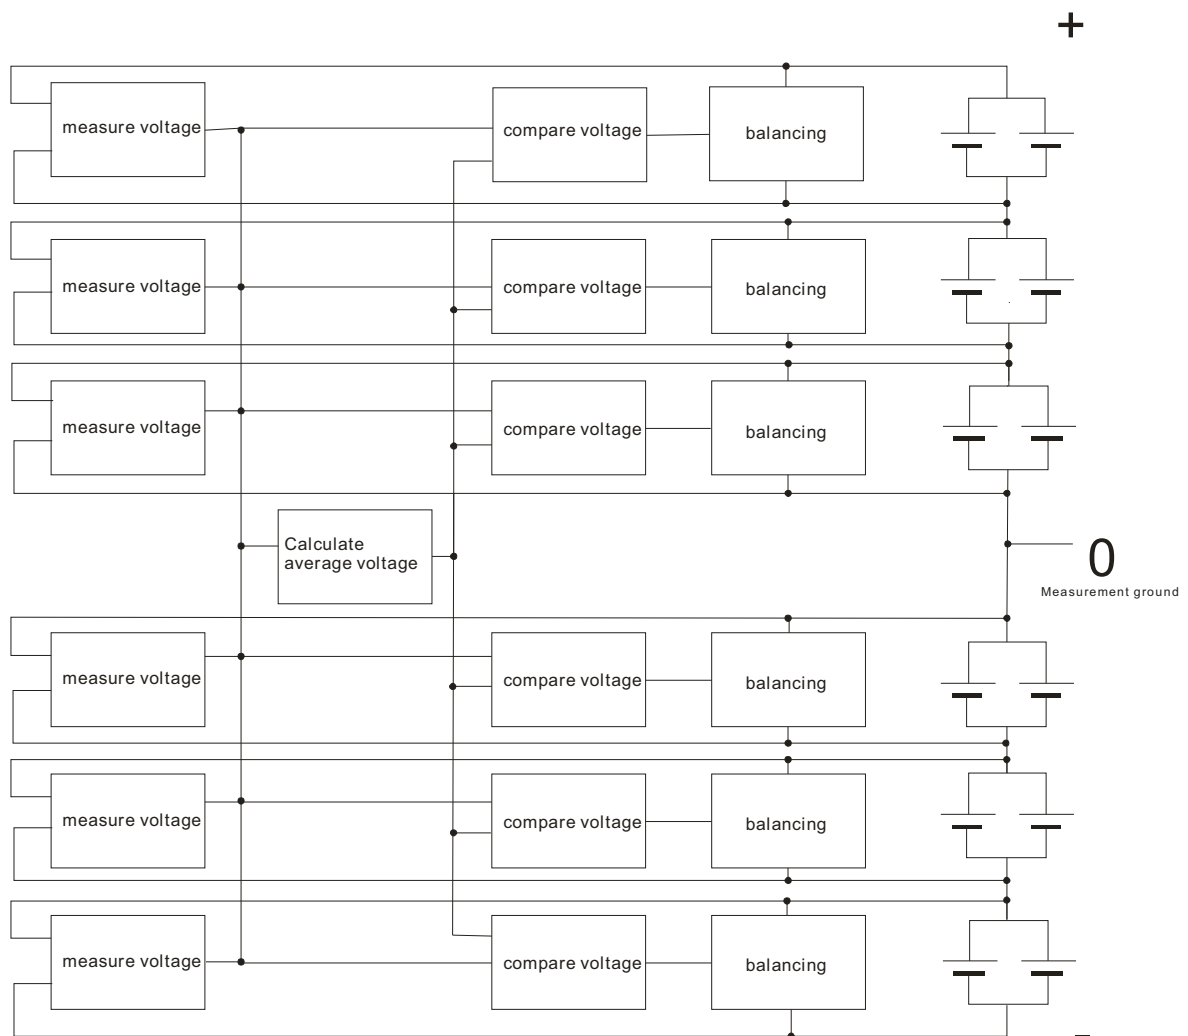 +
measure voltage
compare voltage
balancing
measure voltage
compare voltage
balancing
measure voltage
compare voltage
balancing
Calculate
average voltage
0
Measurement ground
measure voltage
compare voltage
balancing
measure voltage
compare voltage
balancing
measure voltage
compare voltage
balancing
-